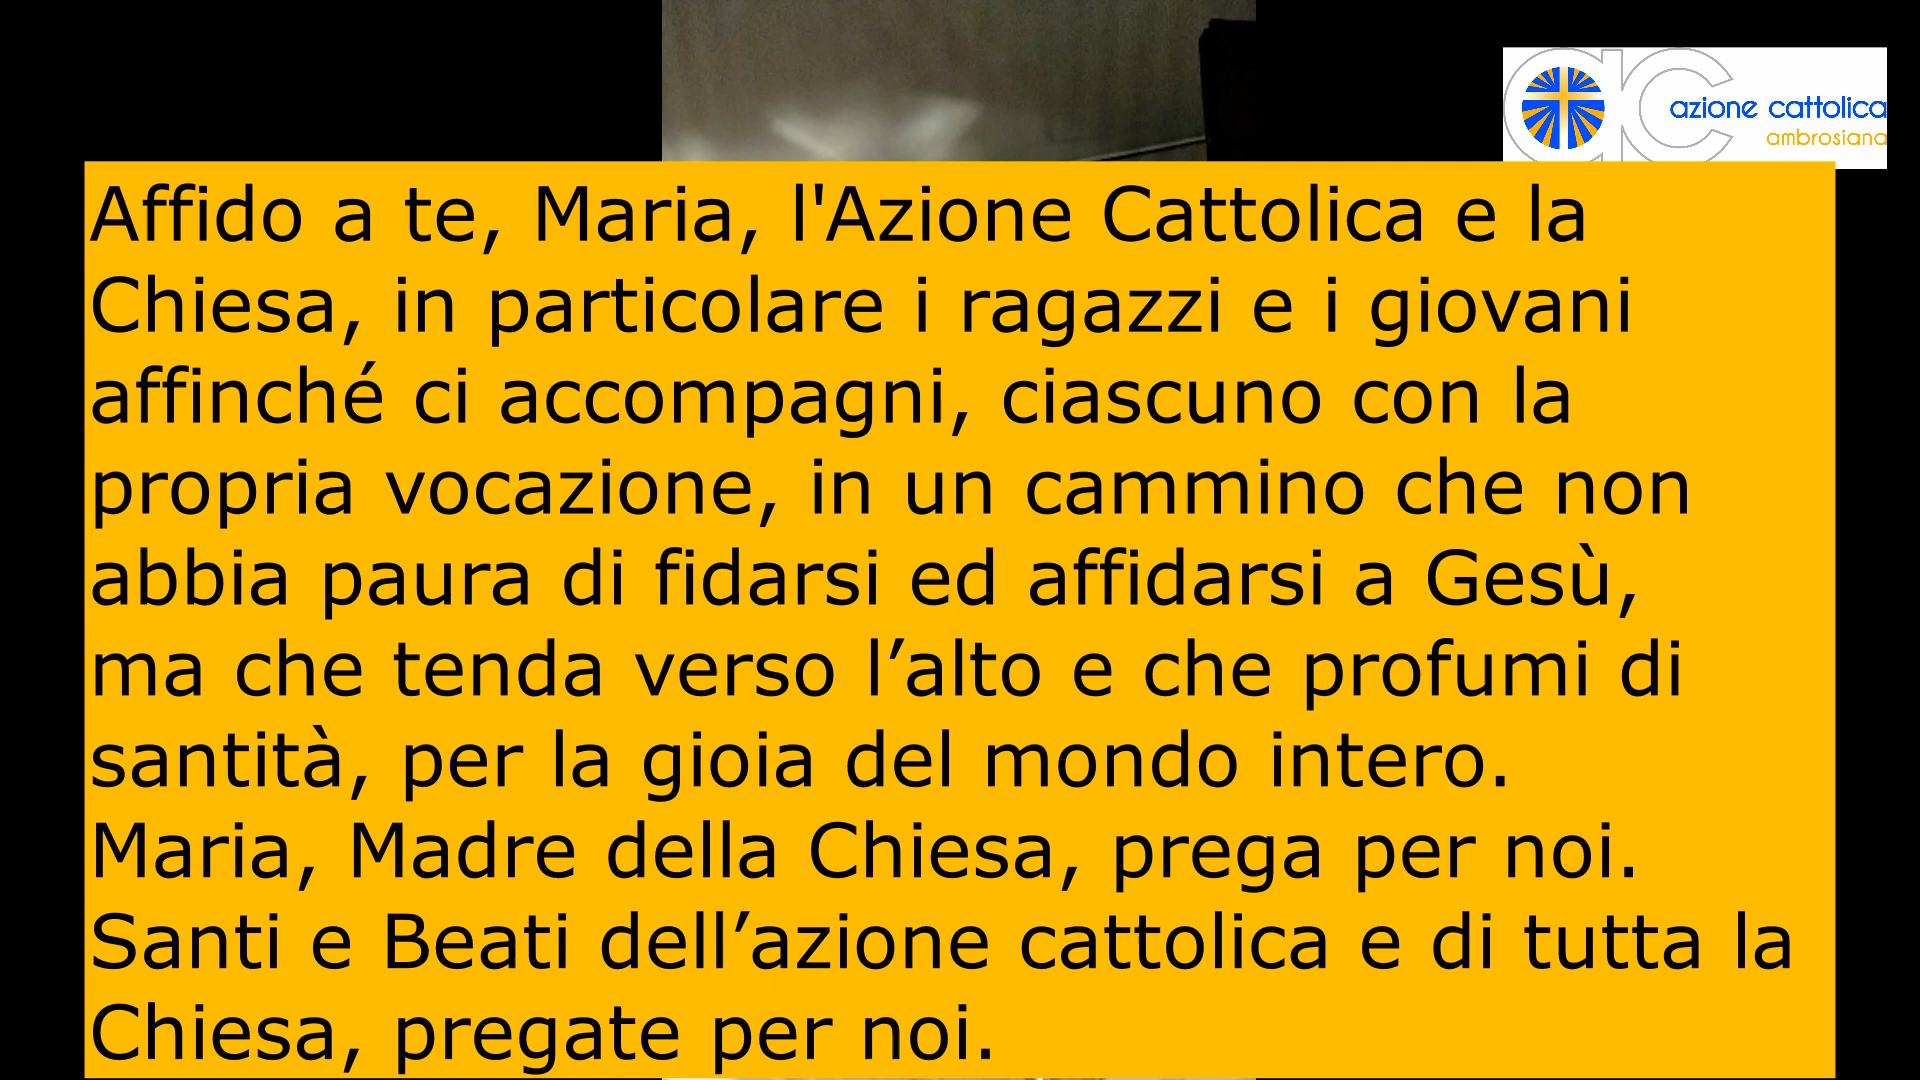 azione cattolica
ambrosiana
Affido a te, Maria, l'Azione Cattolica e la
Chiesa, in particolare i ragazzi e i giovani
affinché ci accompagni, ciascuno con la
propria vocazione, in un cammino che non
abbia paura di fidarsi ed affidarsi a Gesù,
ma che tenda verso l’alto e che profumi di
santità, per la gioia del mondo intero.
Maria, Madre della Chiesa, prega per noi.
Santi e Beati dell’azione cattolica e di tutta la
Chiesa, pregate per noi.